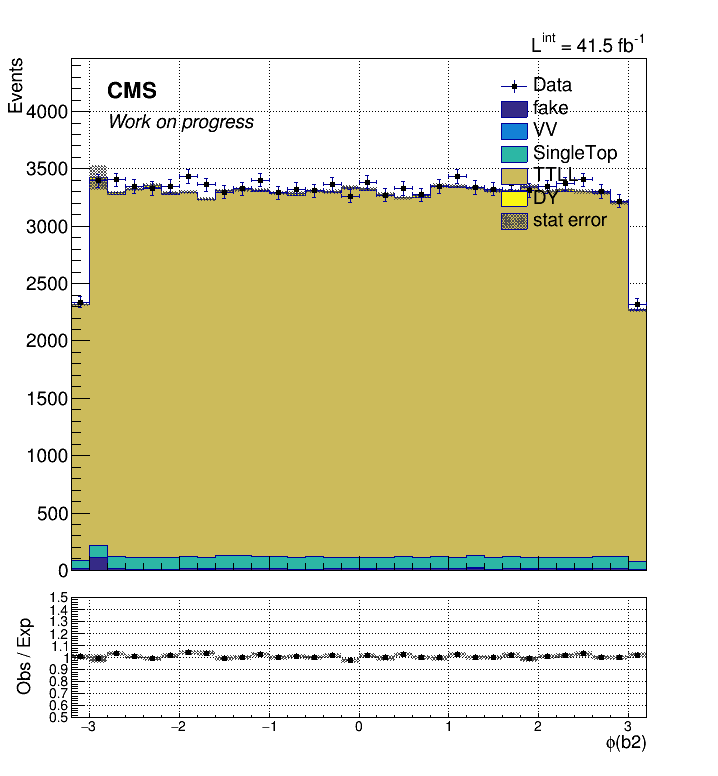 L^int = 41.5 fb^-1
Events
CMS
Work on progress
Data
fake
VV
SingleTop
TTLL
DY
stat error
4000
3500
3000
2500
2000
1500
1000
500
0
Obs / Exp
1.5
1.4
1.3
1.2
1.1
1
0.9
0.8
0.7
0.6
0.5
−3 −2 −1 0 1 2 3
ϕ(b2)